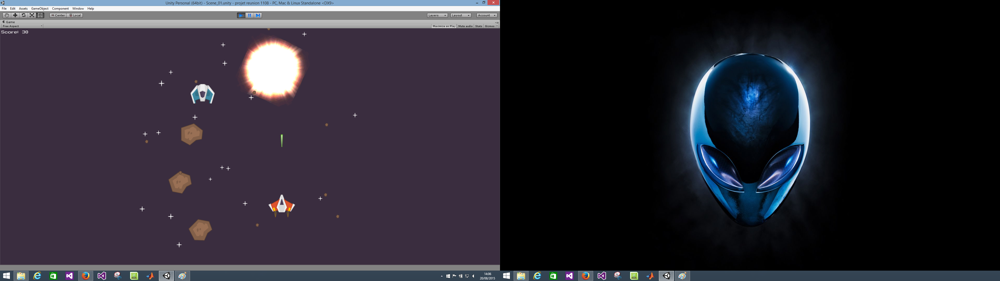 Unity Personal (64bit) - Scene_01.unity - projet reunion 1108 - PC, Mac & Linux Standalone <DX9>
File Edit Assets GameObject Component Window Help
Center Local Layers Layout Account
Game
Free Aspect Maximize on Play Mute audio Stats Gizmos
Score: 30
14:06
20/08/2015